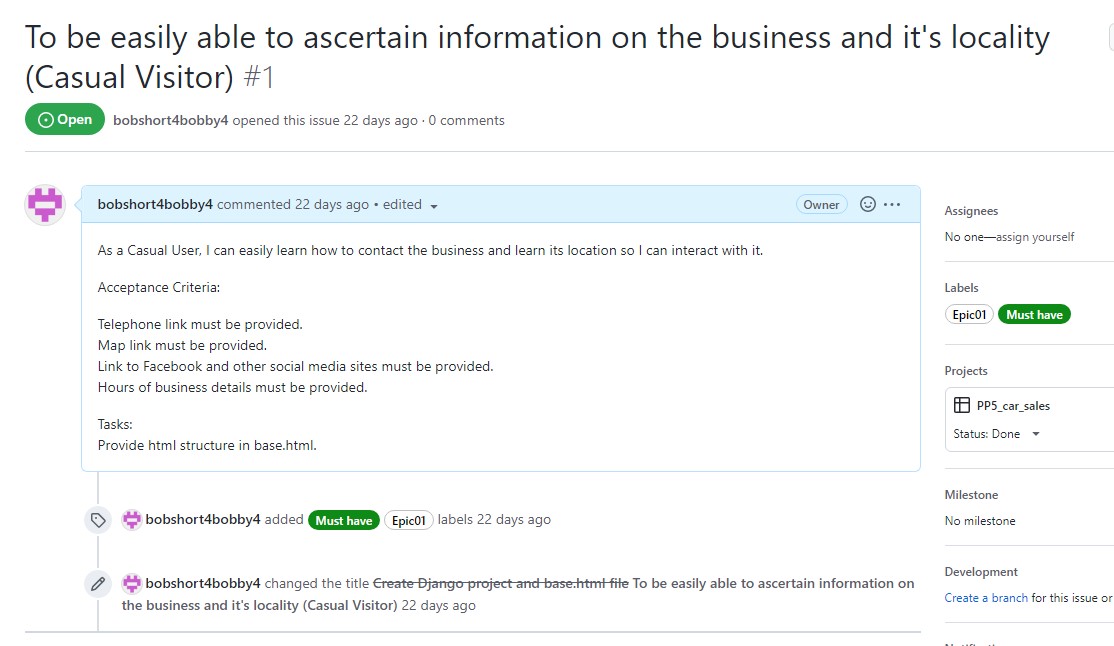 To be easily able to ascertain information on the business and it's locality
(Casual Visitor) #1
Open bobshort4bobby4 opened this issue 22 days ago · 0 comments
bobshort4bobby4 commented 22 days ago • edited
Owner
As a Casual User, I can easily learn how to contact the business and learn its location so I can interact with it.
Acceptance Criteria:
Telephone link must be provided.
Map link must be provided.
Link to Facebook and other social media sites must be provided.
Hours of business details must be provided.
Tasks:
Provide html structure in base.html.
bobshort4bobby4 added Must have Epic01 labels 22 days ago
bobshort4bobby4 changed the title Create Django project and base.html file To be easily able to ascertain information on
the business and it's locality (Casual Visitor) 22 days ago
Assignees
No one—assign yourself
Labels
Epic01 Must have
Projects
PP5_car_sales
Status: Done
Milestone
No milestone
Development
Create a branch for this issue or